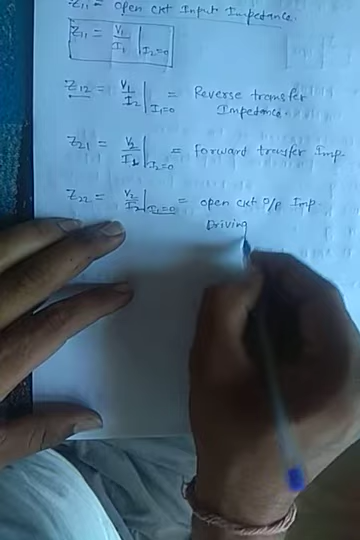 Z11 = open ckt Input Impedance.
Z11 = V1/I1 | I2=0
Z12 = V1/I2 | I1=0 = Reverse transfer
Impedance.
Z21 = V2/I1 | I2=0 = forward transfer Imp.
Z22 = V2/I2 | I1=0 = open ckt O/P Imp.
Driving